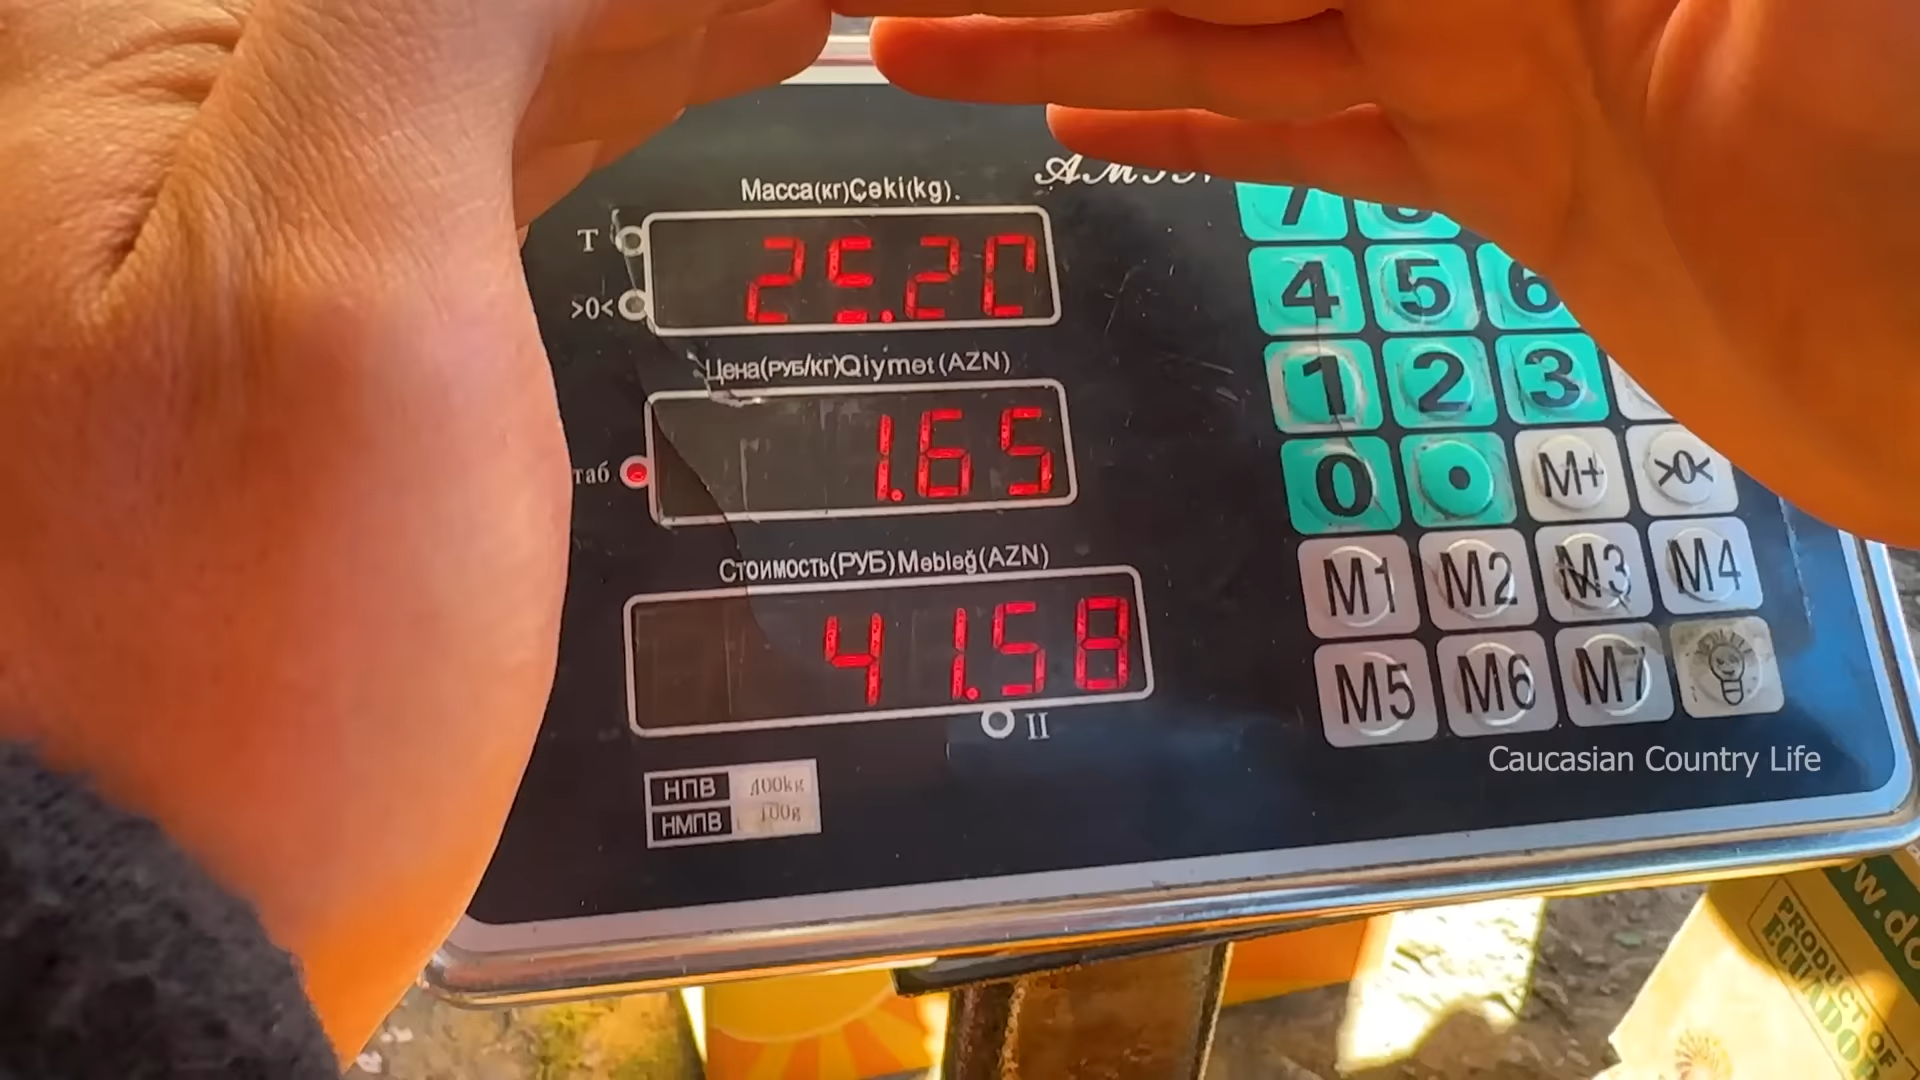 Масса(кг)Çəki(kg).
T
25.20
>0<
Цена(РУБ/КГ)Qiymət(AZN)
1.65
таб
Стоимость(РУБ)Məbləğ(AZN)
41.58
II
НПВ 400kg
НМПВ 100g
7 8
4 5 6
1 2 3
0 • M+ >0<
M1 M2 M3 M4
M5 M6 M7
Caucasian Country Life
PRODUCT OF
ECUADOR